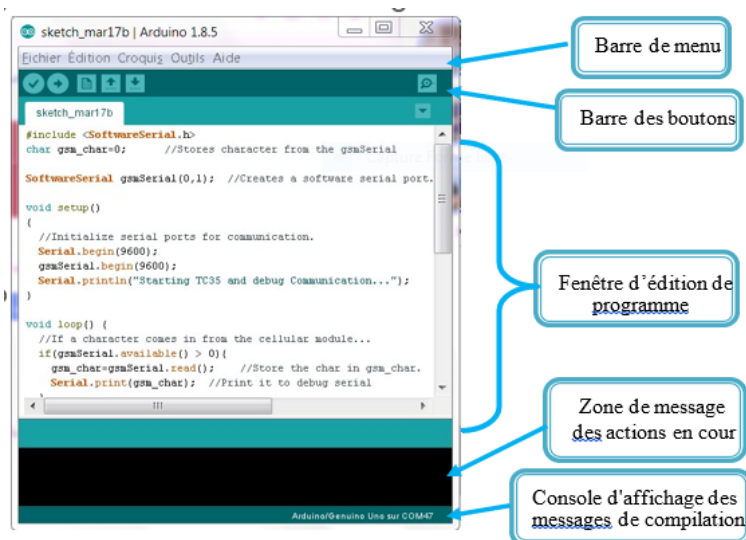 sketch_mar17b | Arduino 1.8.5
Fichier Édition Croquis Outils Aide
sketch_mar17b
#include <SoftwareSerial.h>
char gsm_char=0; //Stores character from the gsmSerial
SoftwareSerial gsmSerial(0,1); //Creates a software serial port.
void setup()
{
//Initialize serial ports for communication.
Serial.begin(9600);
gsmSerial.begin(9600);
Serial.println("Starting TC35 and debug Communication...");
}
void loop() {
//If a character comes in from the cellular module...
if(gsmSerial.available() > 0){
gsm_char=gsmSerial.read(); //Store the char in gsm_char.
Serial.print(gsm_char); //Print it to debug serial
Arduino/Genuino Uno sur COM47
Barre de menu
Barre des boutons
Fenêtre d'édition de
programme
Zone de message
des actions en cour
Console d'affichage des
messages de compilation